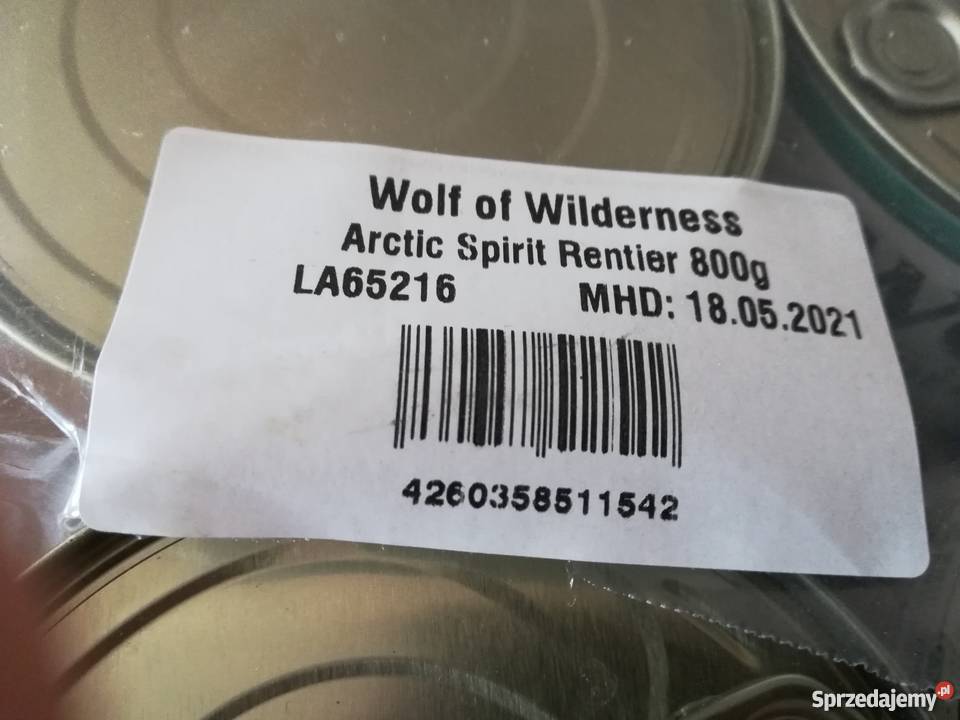 Wolf of Wilderness
Arctic Spirit Rentier 800g
LA65216 MHD: 18.05.2021
4260358511542
Sprzedajemy.pl